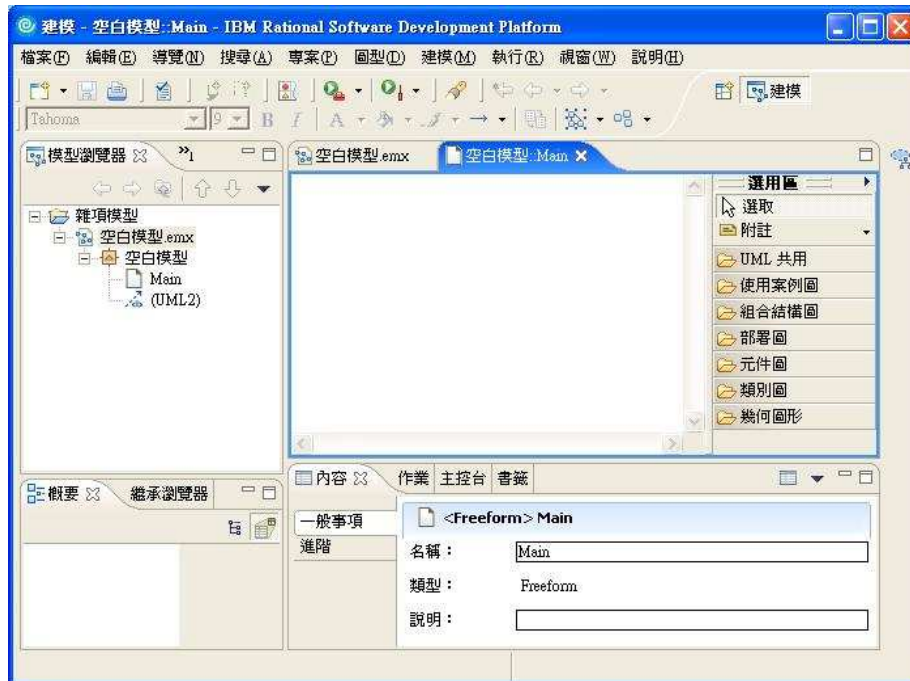 建模 - 空白模型::Main - IBM Rational Software Development Platform
檔案(F) 編輯(E) 導覽(N) 搜尋(A) 專案(P) 圖型(D) 建模(M) 執行(R) 視窗(W) 說明(H)
建模
Tahoma 9 B I A
模型瀏覽器 »1
雜項模型
空白模型.emx
空白模型
Main
(UML2)
空白模型.emx 空白模型::Main
選用區
選取
附註
UML 共用
使用案例圖
組合結構圖
部署圖
元件圖
類別圖
幾何圖形
概要 繼承瀏覽器
內容 作業 主控台 書籤
一般事項
進階
<Freeform> Main
名稱： Main
類型： Freeform
說明：